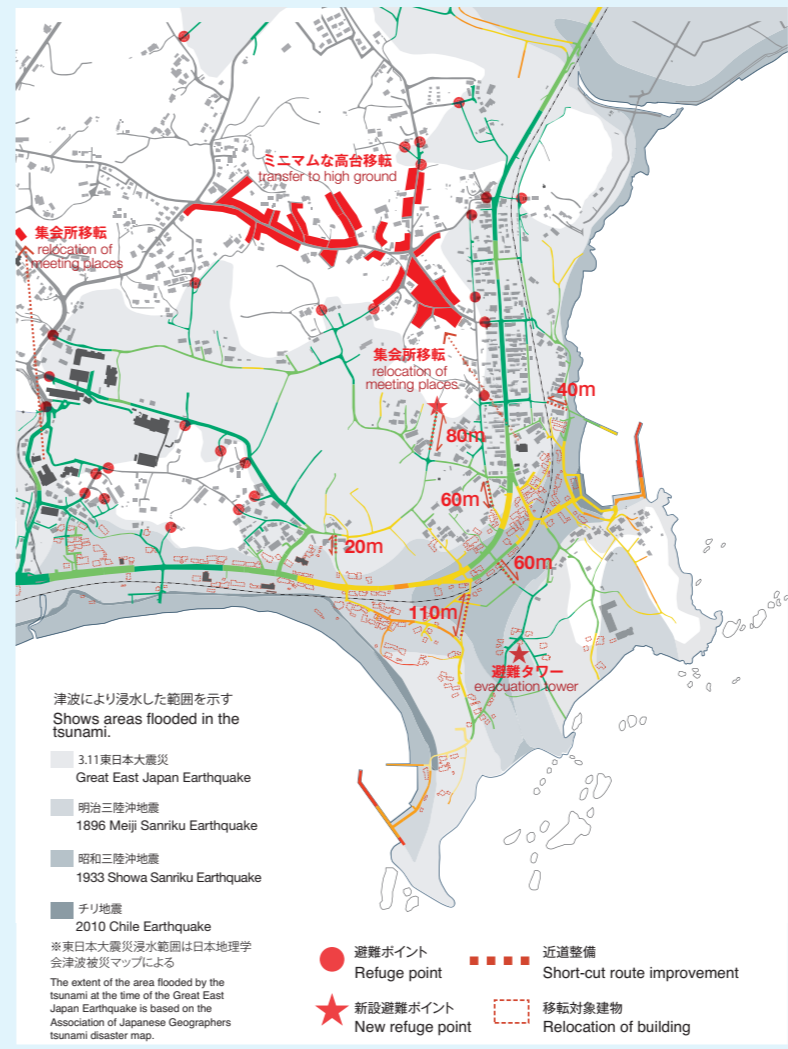 ミニマムな高台移転
transfer to high ground
集会所移転
relocation of
meeting places
集会所移転
relocation of
meeting places
40m
80m
60m
20m
60m
110m
避難タワー
evacuation tower
津波により浸水した範囲を示す
Shows areas flooded in the
tsunami.
3.11東日本大震災
Great East Japan Earthquake
明治三陸沖地震
1896 Meiji Sanriku Earthquake
昭和三陸沖地震
1933 Showa Sanriku Earthquake
チリ地震
2010 Chile Earthquake
※東日本大震災浸水範囲は日本地理学
会津波被災マップによる
The extent of the area flooded by the
tsunami at the time of the Great East
Japan Earthquake is based on the
Association of Japanese Geographers
tsunami disaster map.
避難ポイント
Refuge point
近道整備
Short-cut route improvement
新設避難ポイント
New refuge point
移転対象建物
Relocation of building